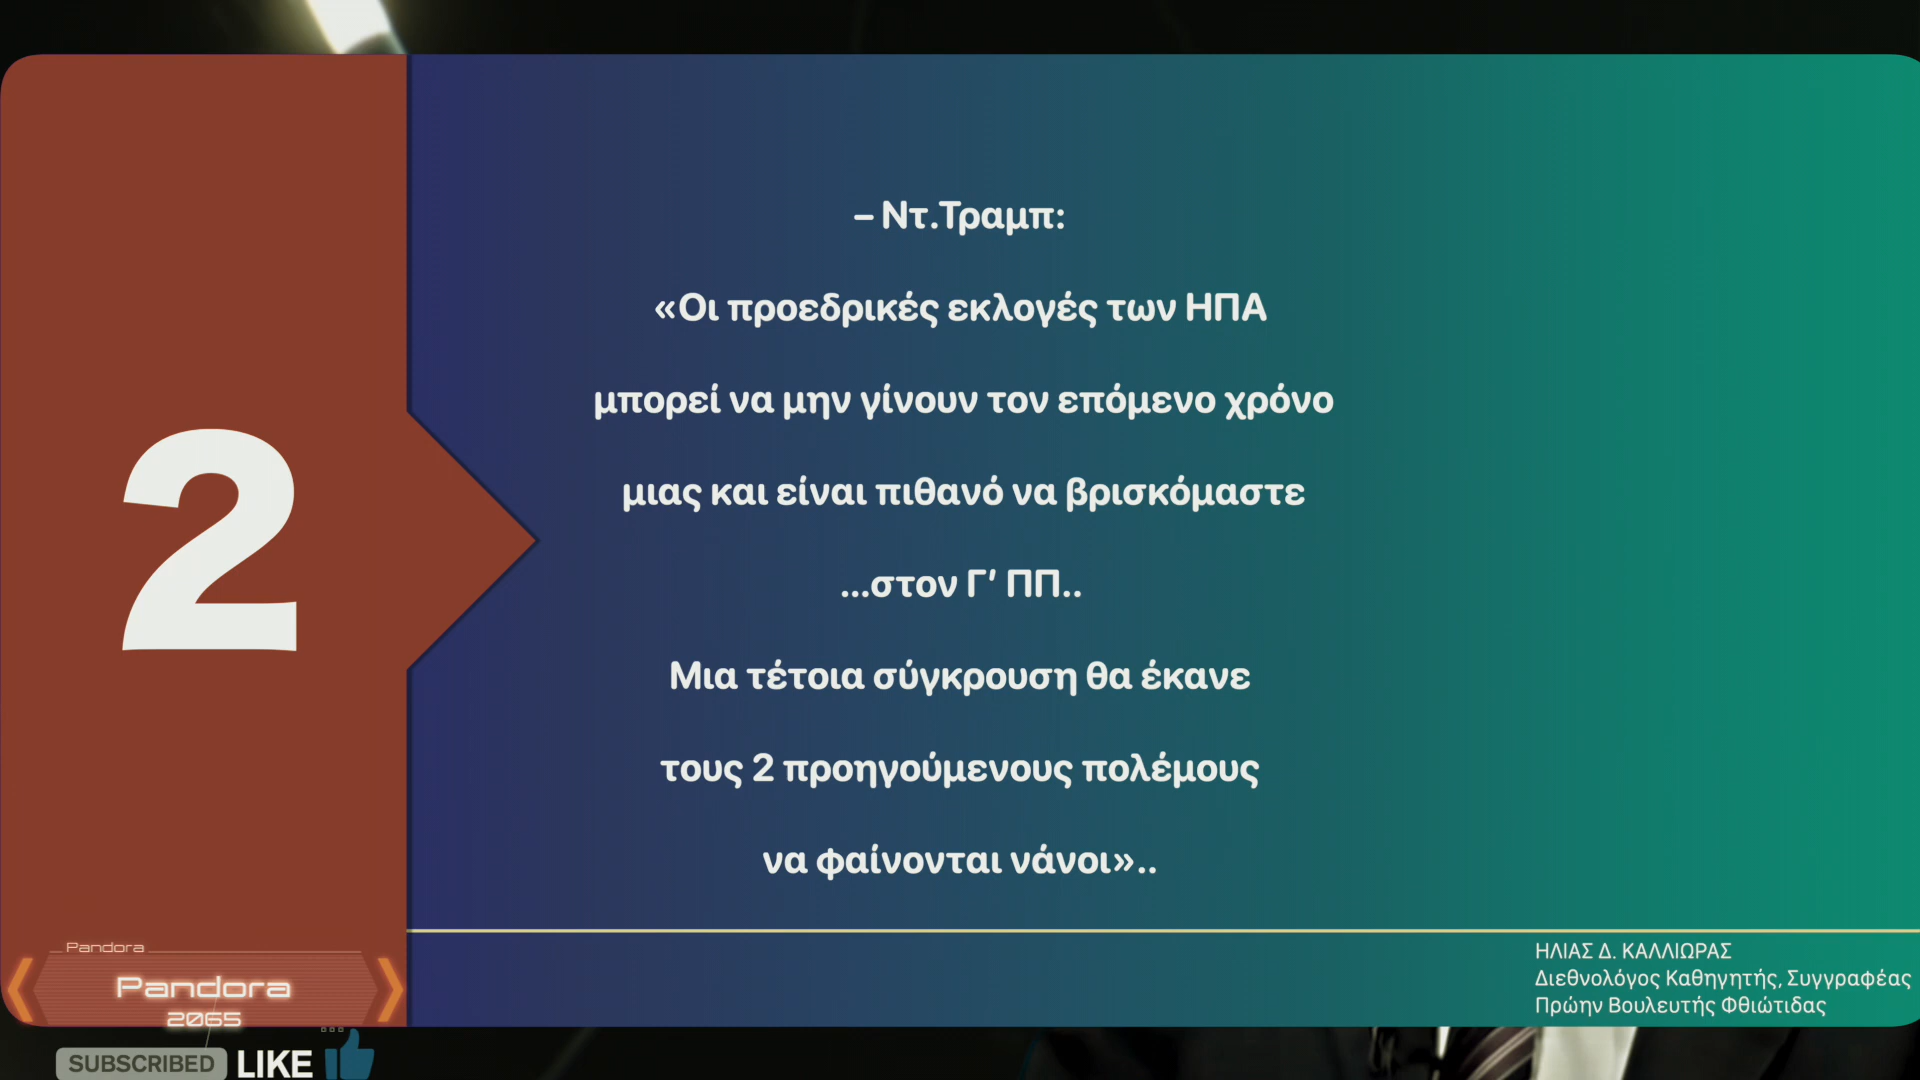 – Ντ.Τραμπ:
«Οι προεδρικές εκλογές των ΗΠΑ
μπορεί να μην γίνουν τον επόμενο χρόνο
μιας και είναι πιθανό να βρισκόμαστε
...στον Γ’ ΠΠ..
Μια τέτοια σύγκρουση θα έκανε
τους 2 προηγούμενους πολέμους
να φαίνονται νάνοι»..
2
Pandora
Pandora
2065
SUBSCRIBED LIKE
ΗΛΙΑΣ Δ. ΚΑΛΛΙΩΡΑΣ
Διεθνολόγος Καθηγητής, Συγγραφέας
Πρώην Βουλευτής Φθιώτιδας